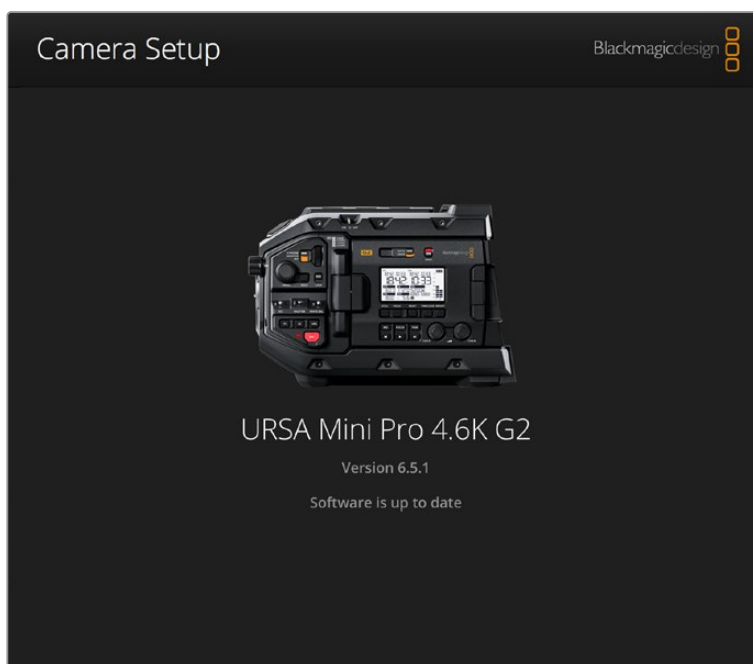 Camera Setup
Blackmagicdesign
URSA Mini Pro 4.6K G2
Version 6.5.1
Software is up to date